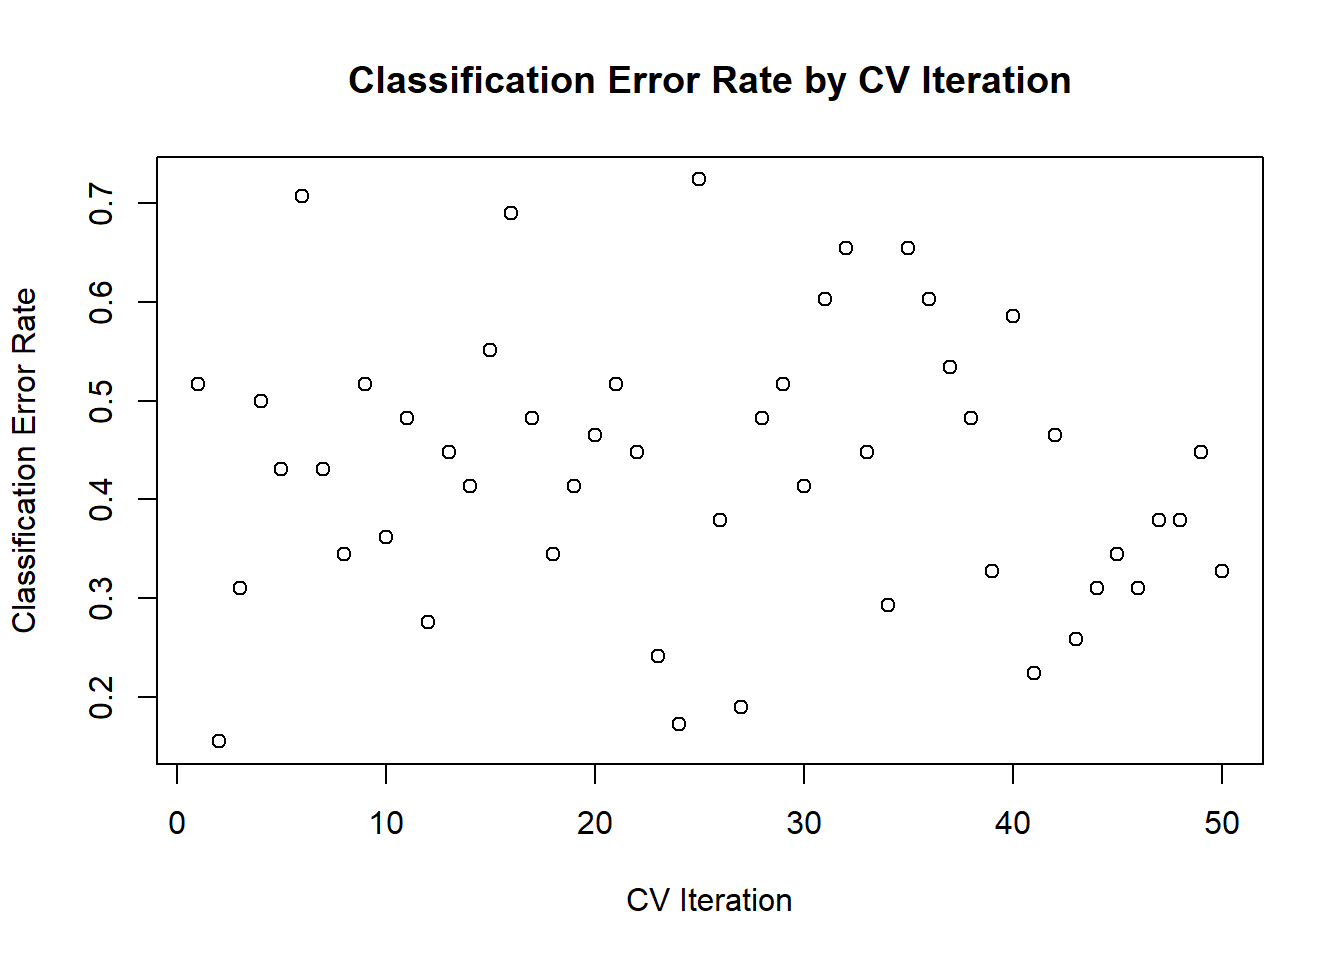 Classification Error Rate by CV Iteration
Classification Error Rate
0.7
0.6
0.5
0.4
0.3
0.2
0 10 20 30 40 50
CV Iteration